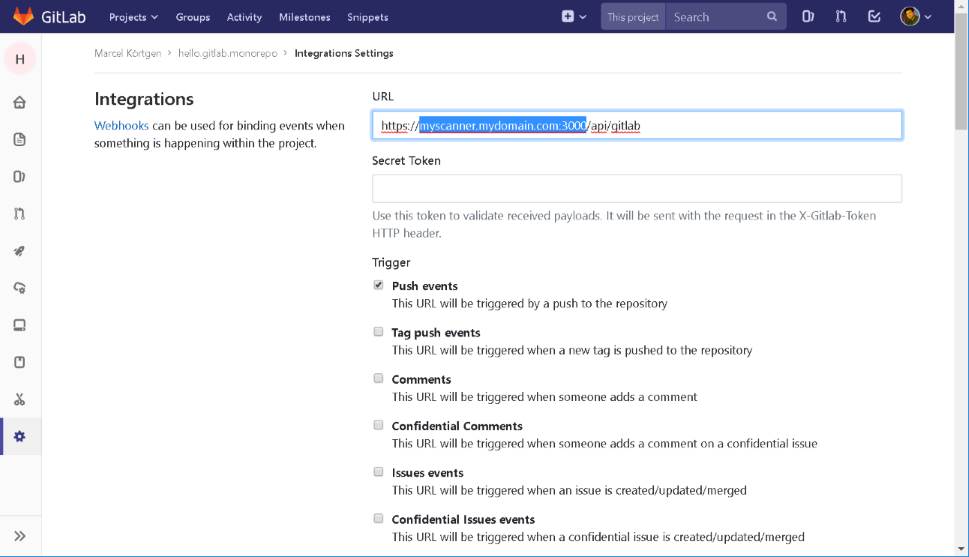 GitLab Projects Groups Activity Milestones Snippets This project Search
H
Marcel Körtgen > hello.gitlab.monorepo > Integrations Settings
Integrations
Webhooks can be used for binding events when
something is happening within the project.
URL
https://myscanner.mydomain.com:3000/api/gitlab
Secret Token
Use this token to validate received payloads. It will be sent with the request in the X-Gitlab-Token
HTTP header.
Trigger
Push events
This URL will be triggered by a push to the repository
Tag push events
This URL will be triggered when a new tag is pushed to the repository
Comments
This URL will be triggered when someone adds a comment
Confidential Comments
This URL will be triggered when someone adds a comment on a confidential issue
Issues events
This URL will be triggered when an issue is created/updated/merged
Confidential Issues events
This URL will be triggered when a confidential issue is created/updated/merged